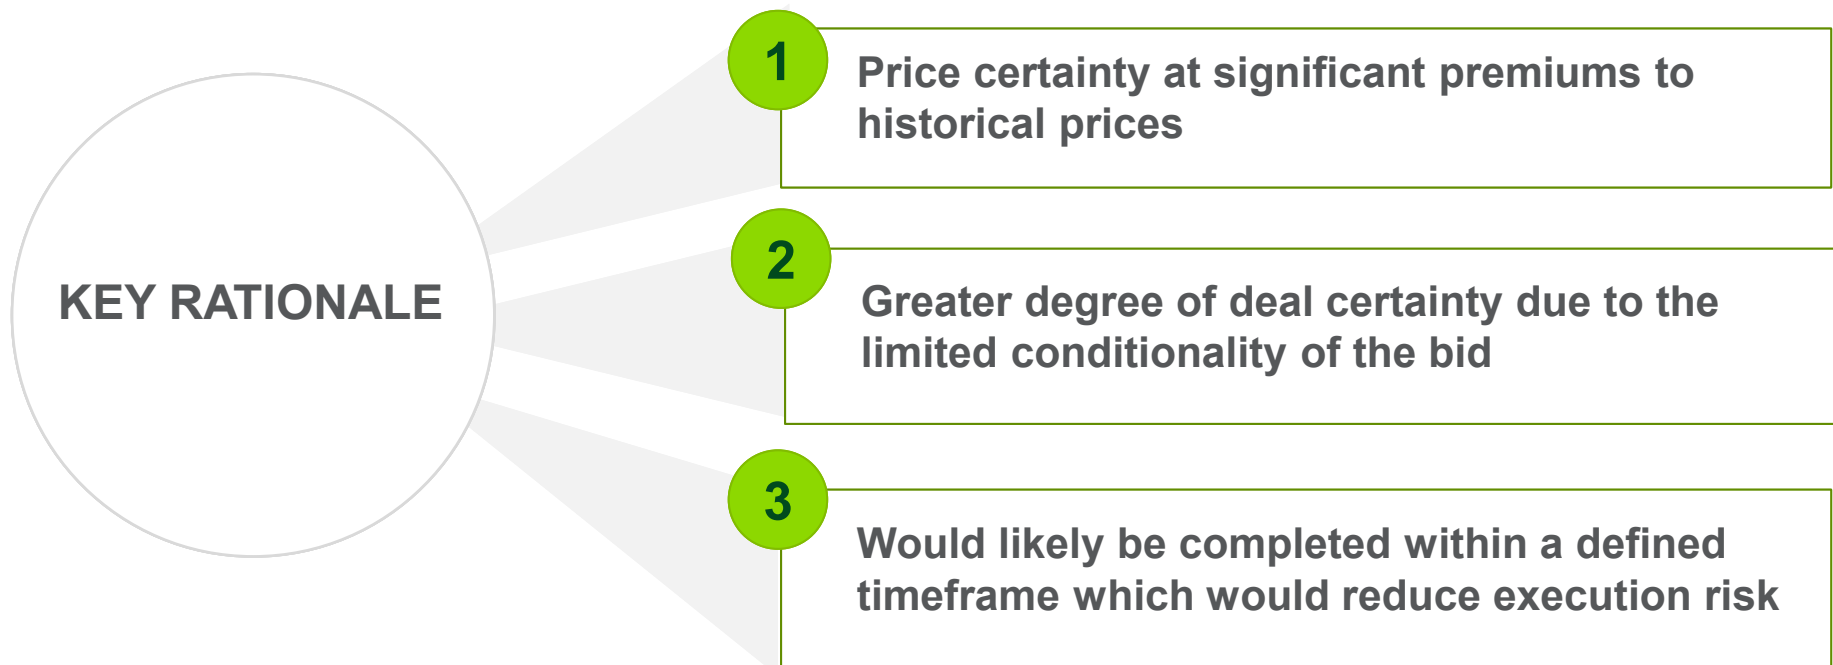 KEY RATIONALE
1
Price certainty at significant premiums to
historical prices
2
Greater degree of deal certainty due to the
limited conditionality of the bid
3
Would likely be completed within a defined
timeframe which would reduce execution risk